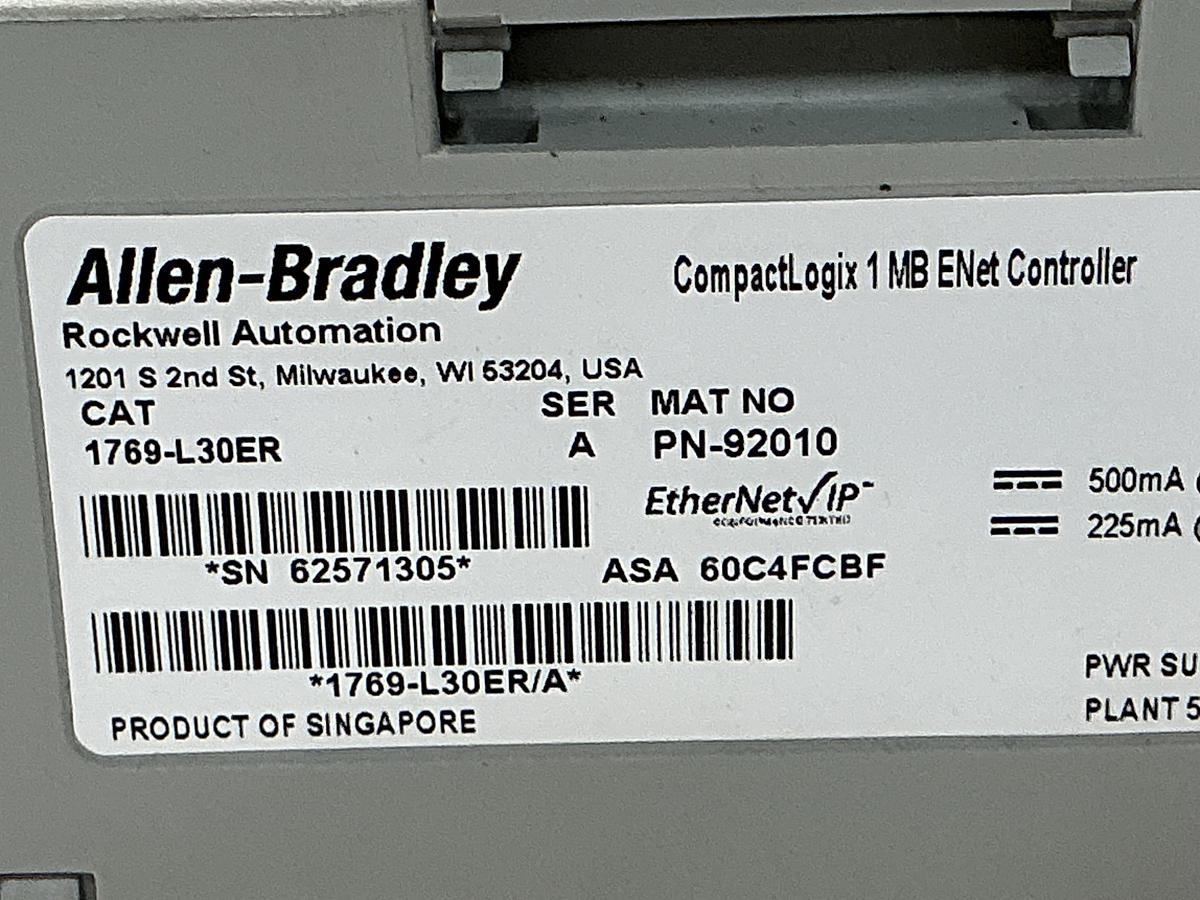 Allen-Bradley
CompactLogix 1 MB ENet Controller
Rockwell Automation
1201 S 2nd St, Milwaukee, WI 53204, USA
CAT SER MAT NO
1769-L30ER A PN-92010
EtherNet/IP
500mA (
225mA (
*SN 62571305* ASA 60C4FCBF
*1769-L30ER/A*
PWR SU
PRODUCT OF SINGAPORE
PLANT 5